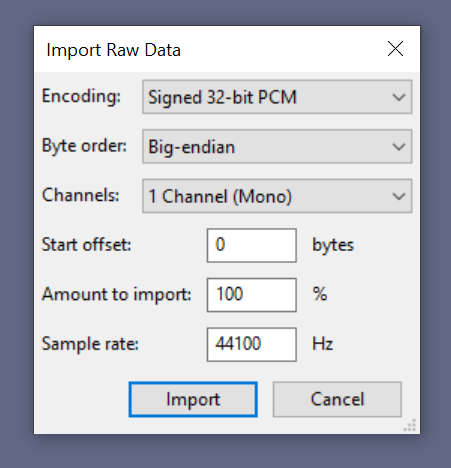 Import Raw Data
Encoding: Signed 32-bit PCM
Byte order: Big-endian
Channels: 1 Channel (Mono)
Start offset: 0 bytes
Amount to import: 100 %
Sample rate: 44100 Hz
Import Cancel